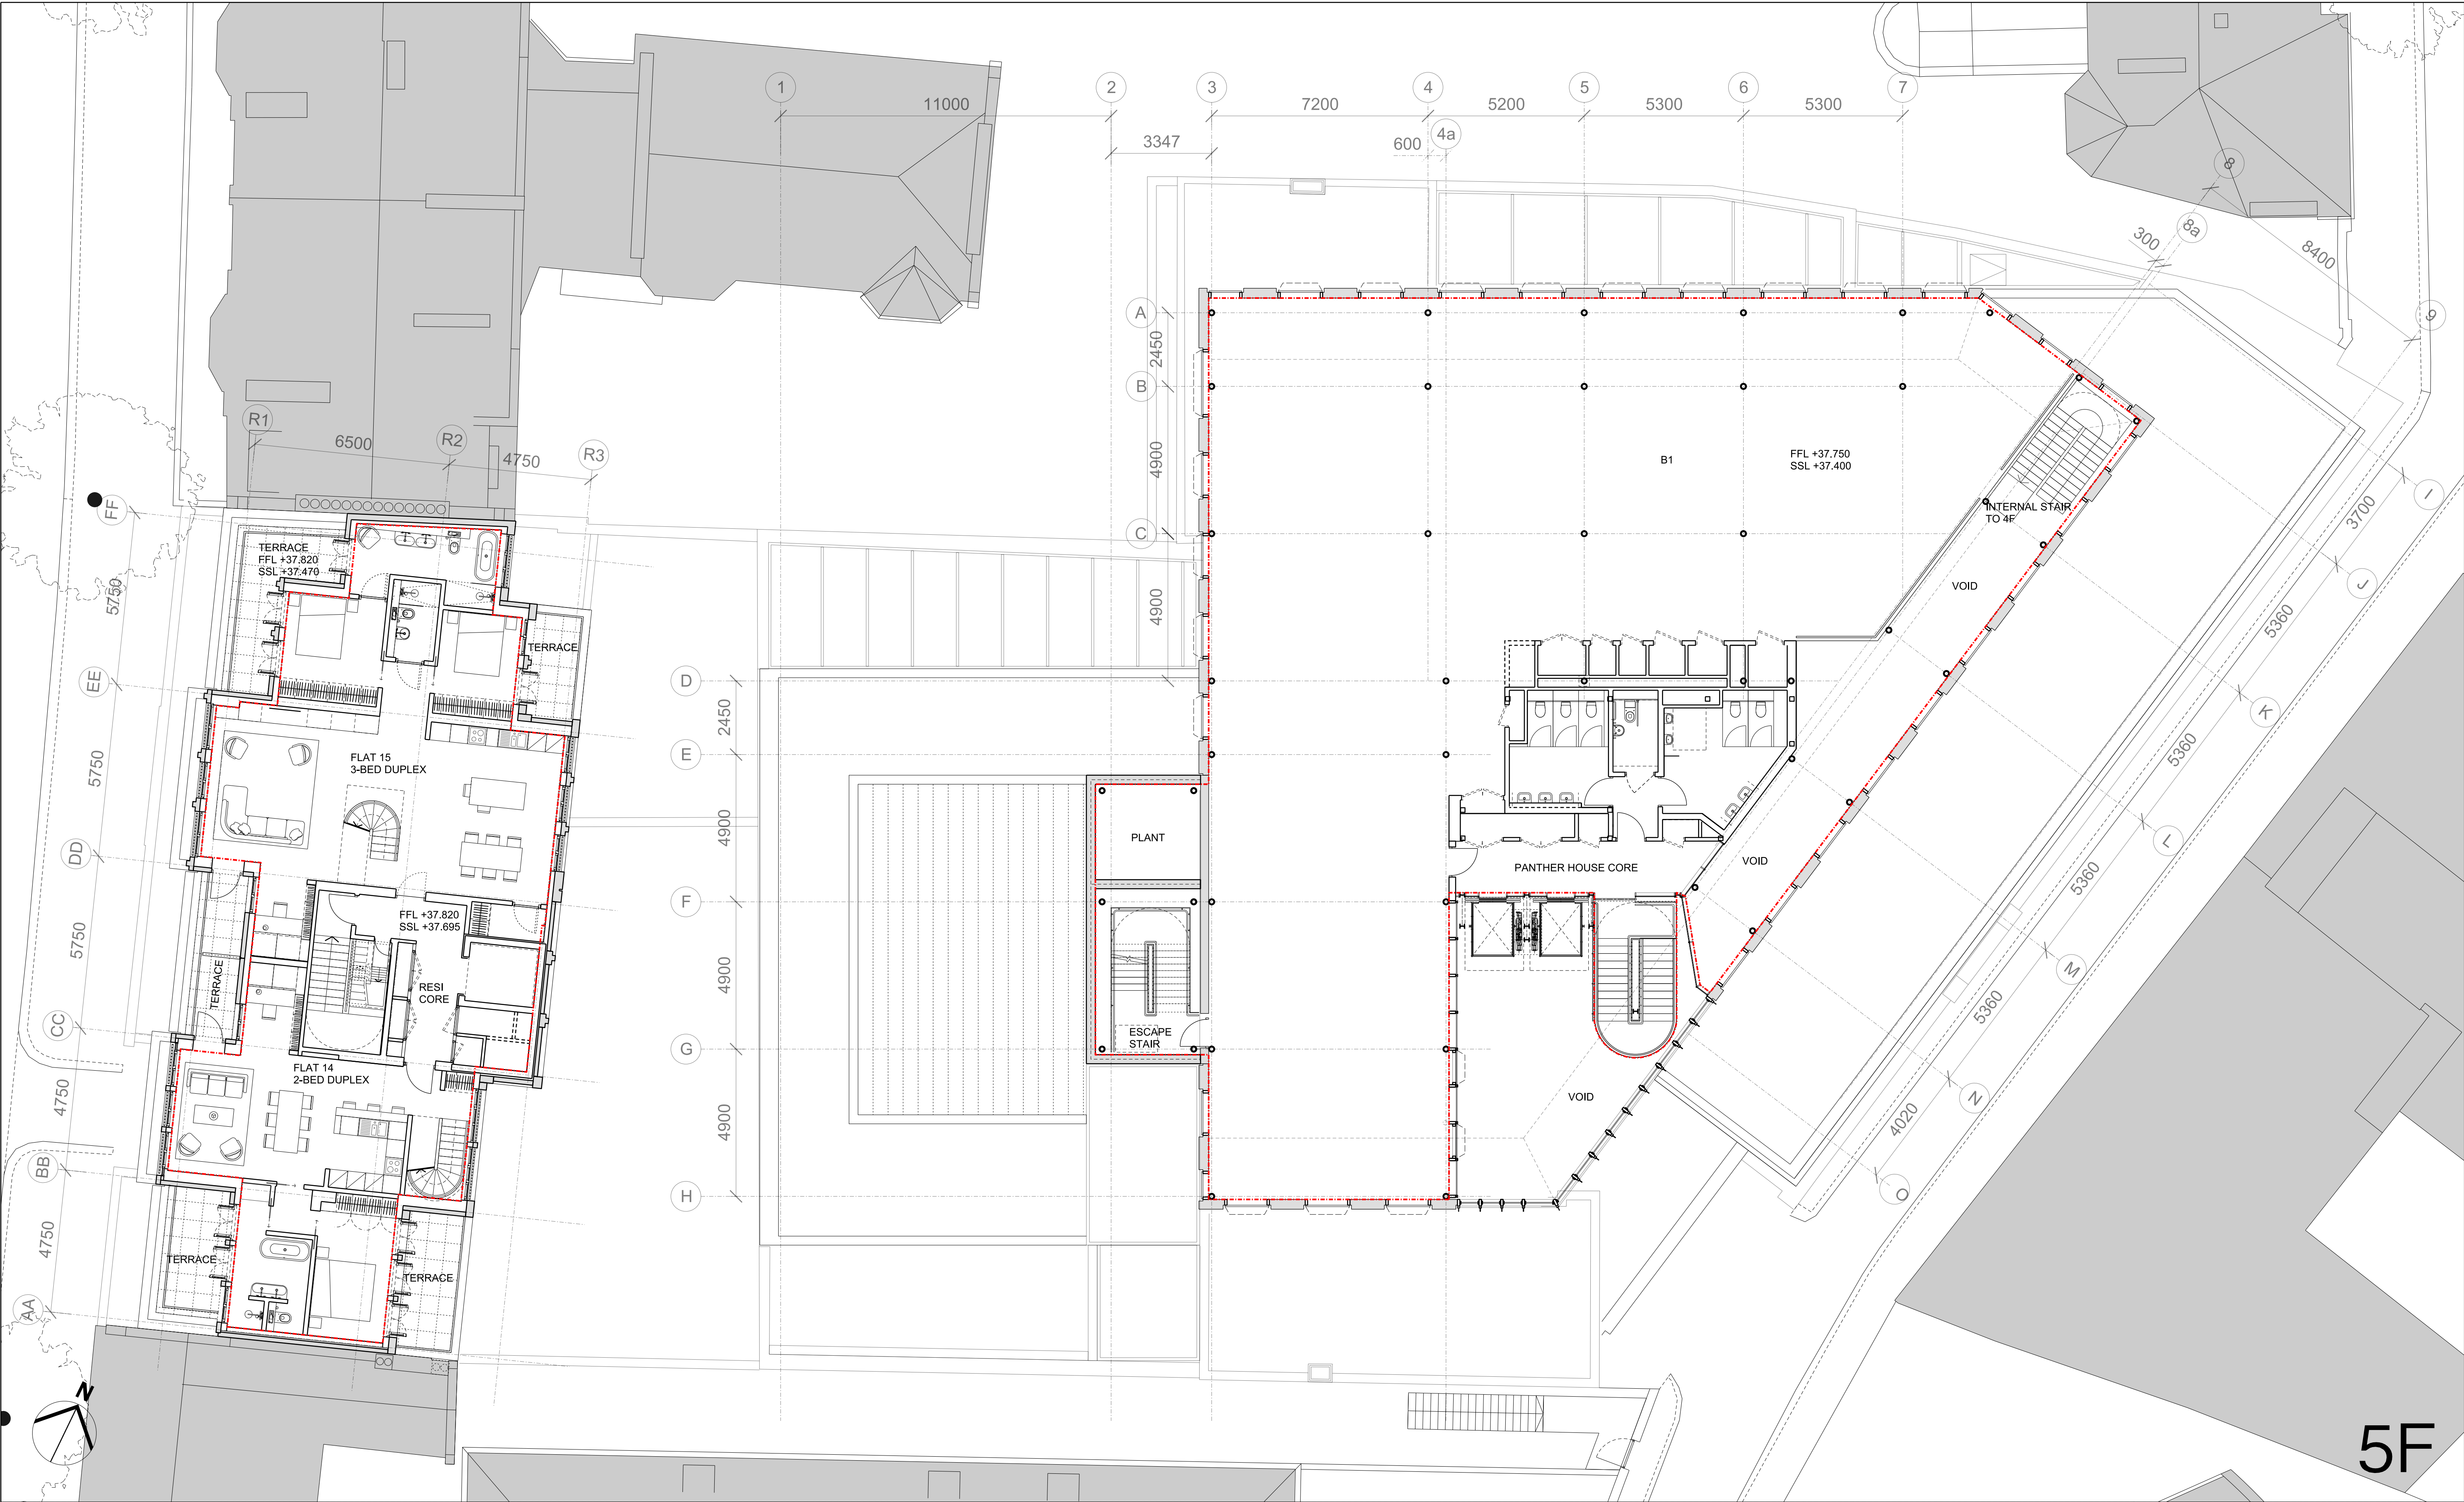 1
2
3
4
5
6
7
11000
7200
5200
5300
5300
3347
600
4a
8
8a
300
8400
9
A
2450
B
4900
C
4900
D
2450
E
4900
F
4900
G
4900
H
R1
6500
R2
4750
R3
FF
5750
EE
5750
DD
5750
CC
4750
BB
4750
AA
TERRACE
FFL +37.820
SSL +37.470
TERRACE
FLAT 15
3-BED DUPLEX
FFL +37.820
SSL +37.695
TERRACE
RESI
CORE
FLAT 14
2-BED DUPLEX
TERRACE
TERRACE
B1
FFL +37.750
SSL +37.400
INTERNAL STAIR
TO 4F
VOID
PLANT
PANTHER HOUSE CORE
VOID
ESCAPE
STAIR
VOID
I
3700
J
5360
K
5360
L
5360
M
5360
N
4020
O
N
5F